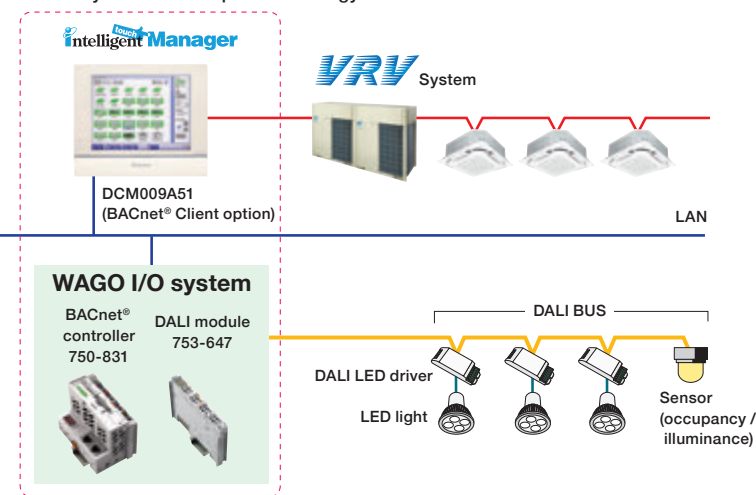 intelligent touch Manager
VRV System
DCM009A51
(BACnet® Client option)
LAN
WAGO I/O system
BACnet®
controller
750-831
DALI module
753-647
DALI BUS
DALI LED driver
LED light
Sensor
(occupancy /
illuminance)